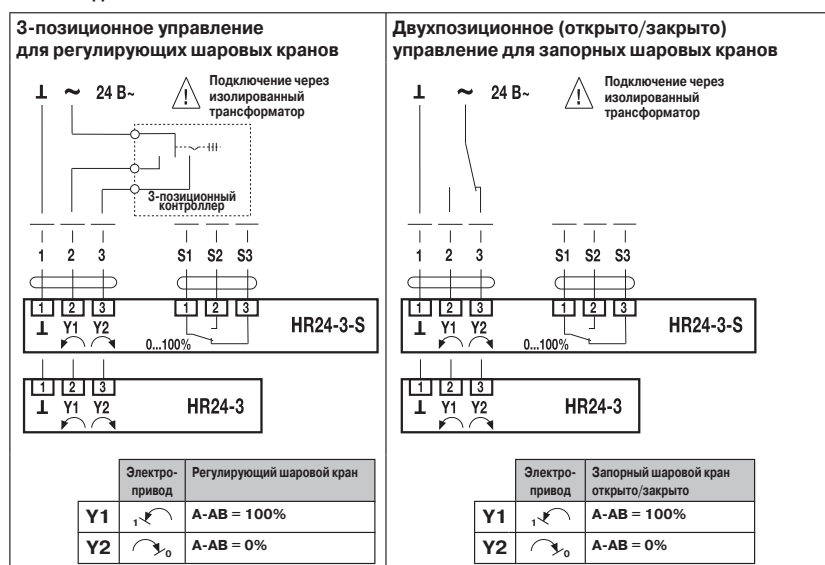 3-позиционное управление
для регулирующих шаровых кранов
⊥ ~ 24 В~
Подключение через
изолированный
трансформатор
3-позиционный
контроллер
1 2 3 S1 S2 S3
1 2 3 1 2 3
⊥ Y1 Y2
0...100%
HR24-3-S
1 2 3
⊥ Y1 Y2
HR24-3
Электро-
привод
Регулирующий шаровой кран
Y1 1 A-AB = 100%
Y2 0 A-AB = 0%
Двухпозиционное (открыто/закрыто)
управление для запорных шаровых кранов
⊥ ~ 24 В~
Подключение через
изолированный
трансформатор
1 2 3 S1 S2 S3
1 2 3 1 2 3
⊥ Y1 Y2
0...100%
HR24-3-S
1 2 3
⊥ Y1 Y2
HR24-3
Электро-
привод
Запорный шаровой кран
открыто/закрыто
Y1 1 A-AB = 100%
Y2 0 A-AB = 0%